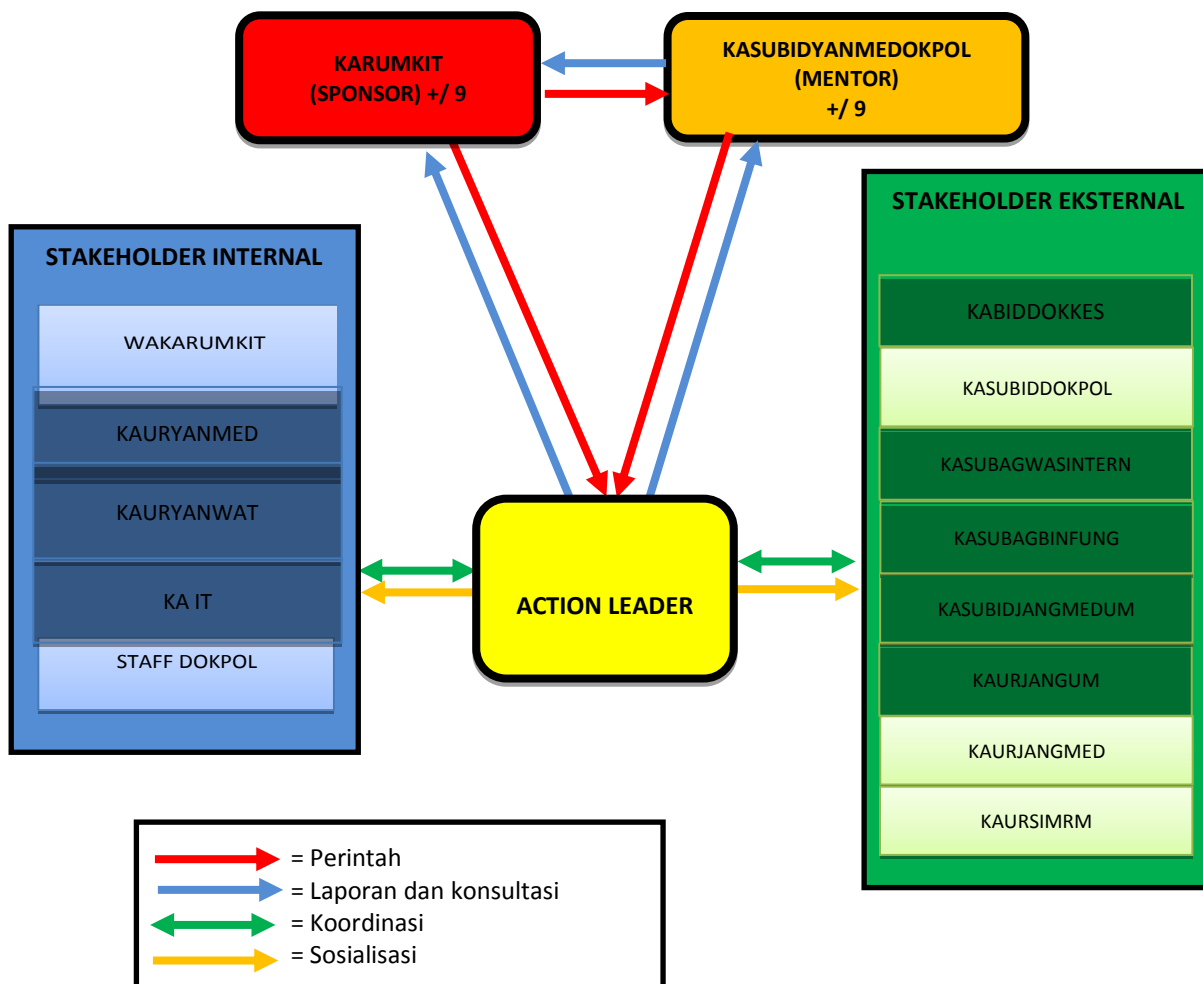 KARUMKIT
(SPONSOR) +/ 9
KASUBIDYANMEDOKPOL
(MENTOR)
+/ 9
STAKEHOLDER INTERNAL
WAKARUMKIT
KAURYANMED
KAURYANWAT
KA IT
STAFF DOKPOL
ACTION LEADER
STAKEHOLDER EKSTERNAL
KABIDDOKKES
KASUBIDDOKPOL
KASUBAGWASINTERN
KASUBAGBINFUNG
KASUBIDJANGMEDUM
KAURJANGUM
KAURJANGMED
KAURSIMRM
= Perintah
= Laporan dan konsultasi
= Koordinasi
= Sosialisasi